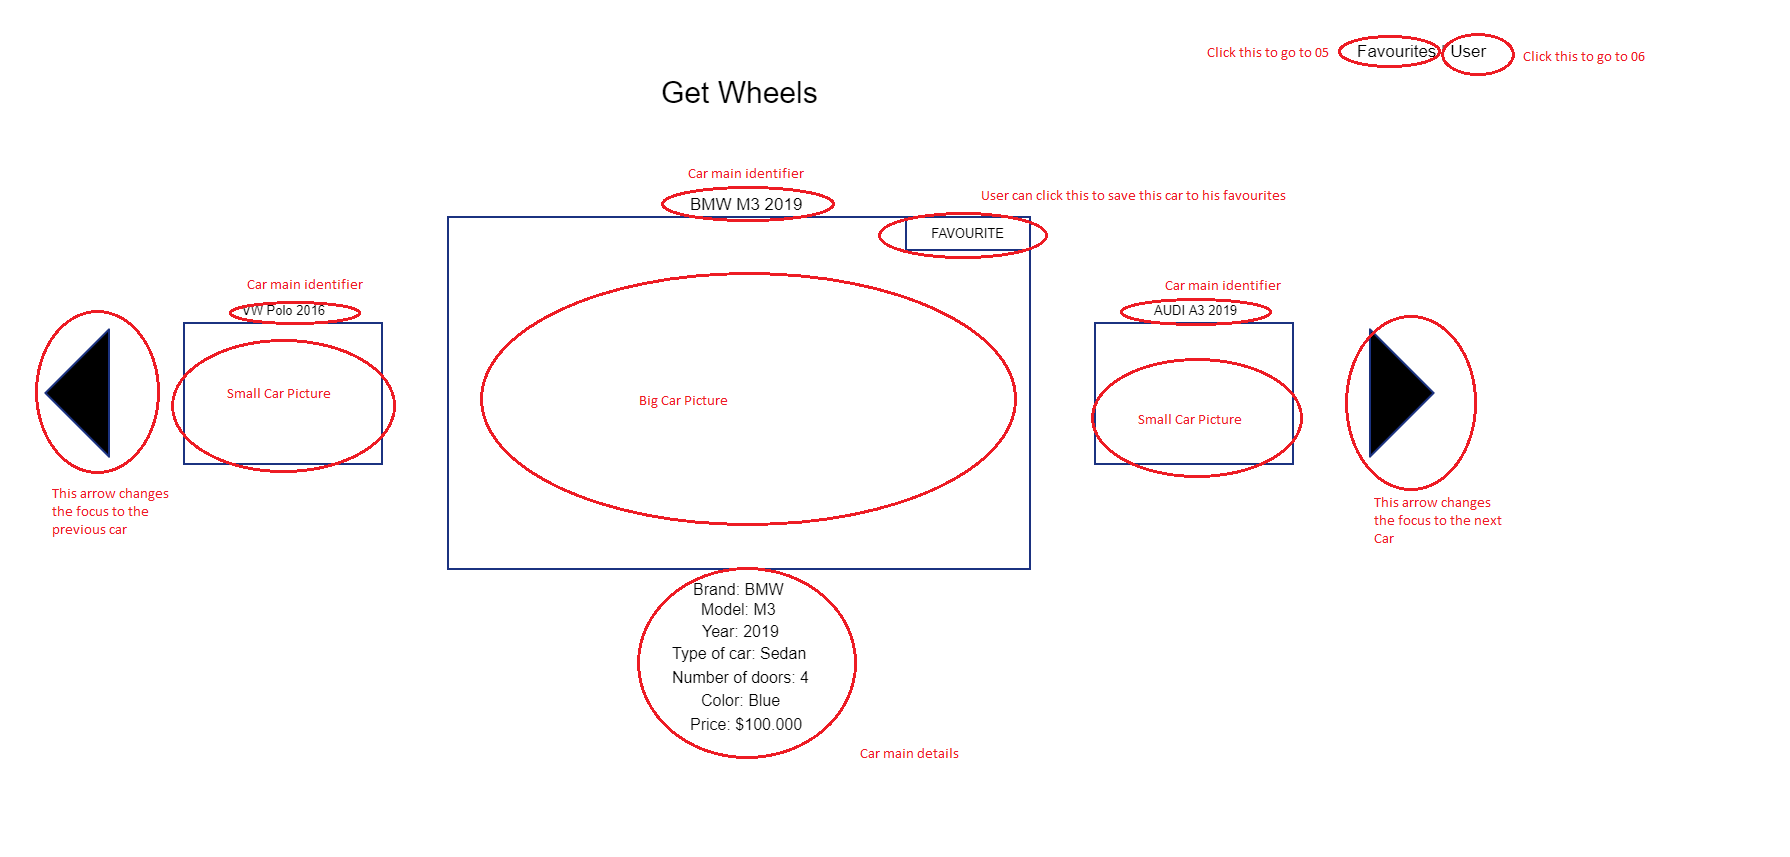 Click this to go to 05
Favourites
User
Click this to go to 06
Get Wheels
Car main identifier
BMW M3 2019
User can click this to save this car to his favourites
FAVOURITE
Car main identifier
VW Polo 2016
Car main identifier
AUDI A3 2019
Small Car Picture
Big Car Picture
Small Car Picture
This arrow changes
the focus to the
previous car
This arrow changes
the focus to the next
Car
Brand: BMW
Model: M3
Year: 2019
Type of car: Sedan
Number of doors: 4
Color: Blue
Price: $100.000
Car main details